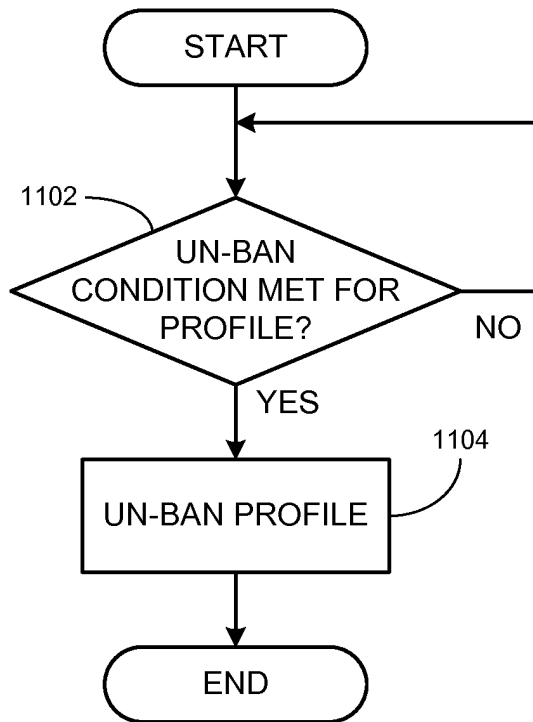 START
1102
UN-BAN
CONDITION MET FOR
PROFILE?
NO
YES
1104
UN-BAN PROFILE
END